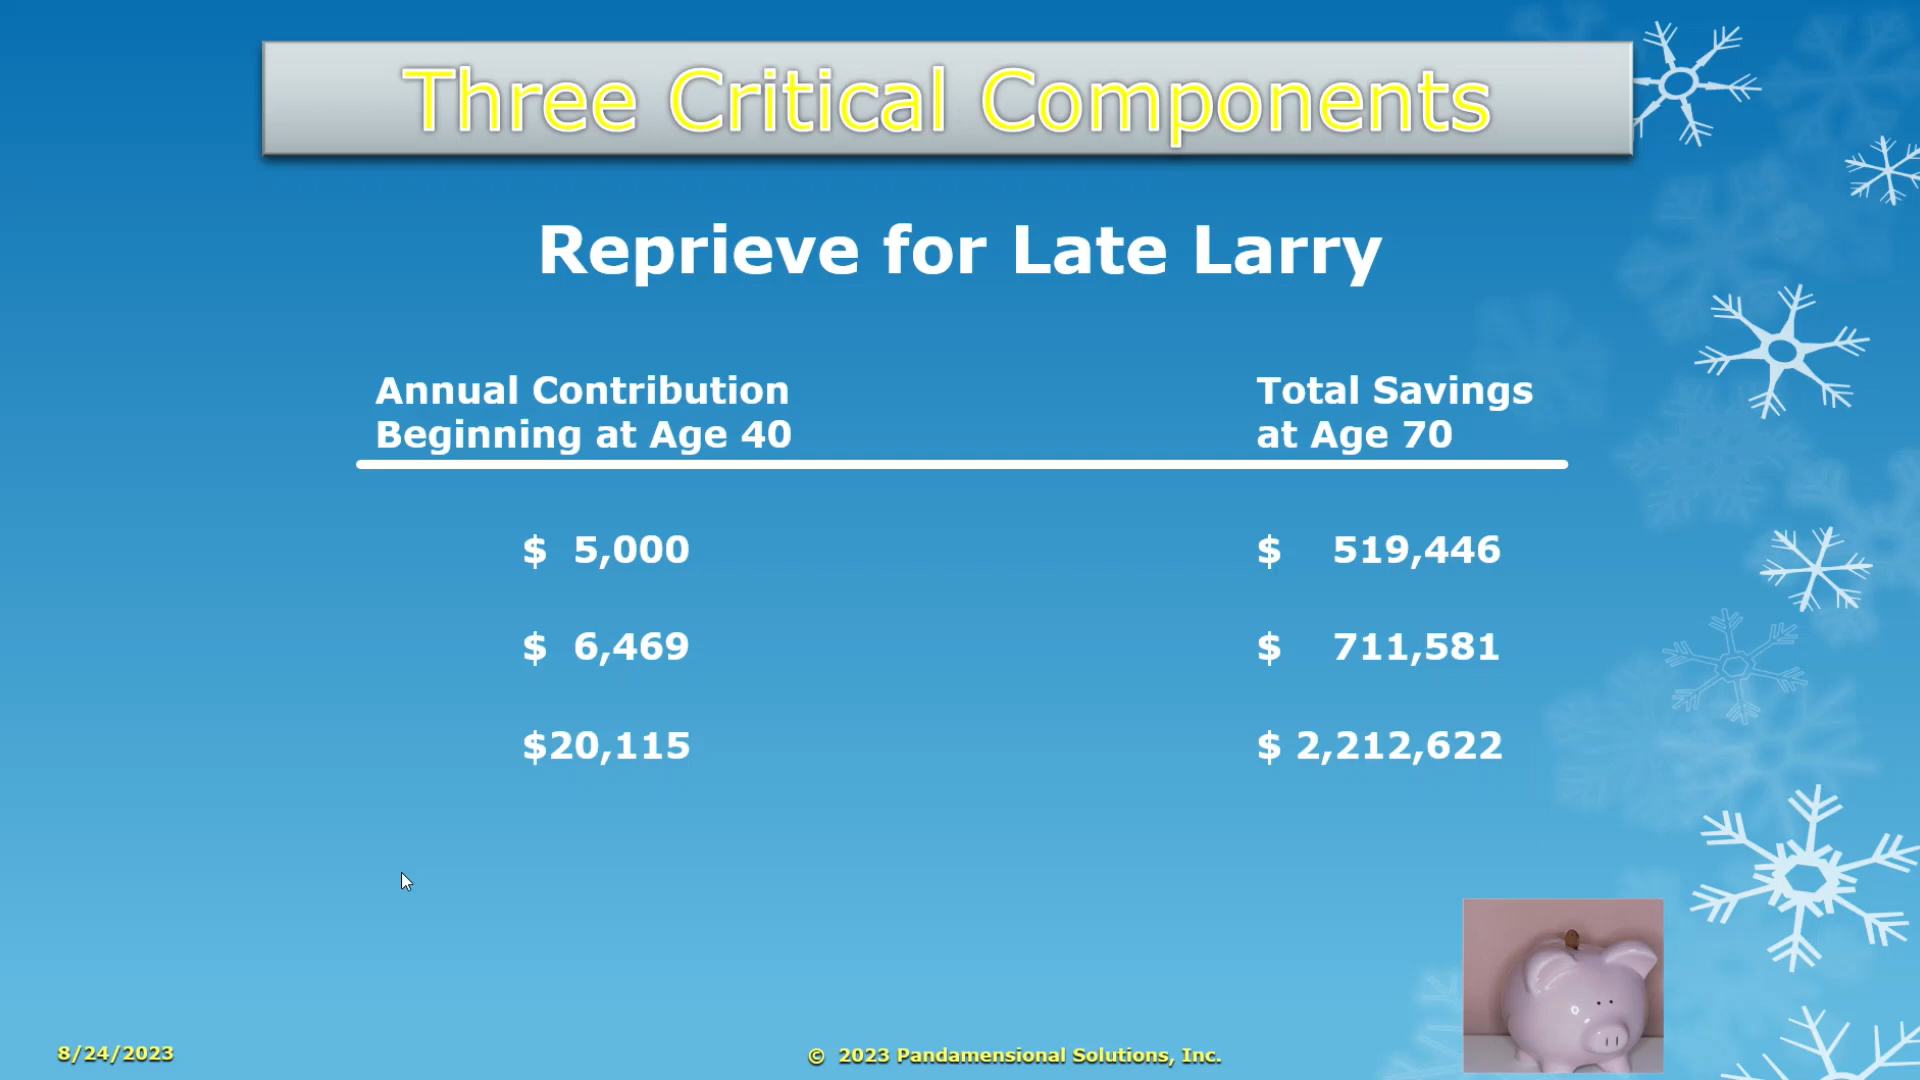 Three Critical Components
Reprieve for Late Larry
Annual Contribution
Beginning at Age 40
Total Savings
at Age 70
$ 5,000 $ 519,446
$ 6,469 $ 711,581
$20,115 $ 2,212,622
8/24/2023
© 2023 Pandamensional Solutions, Inc.